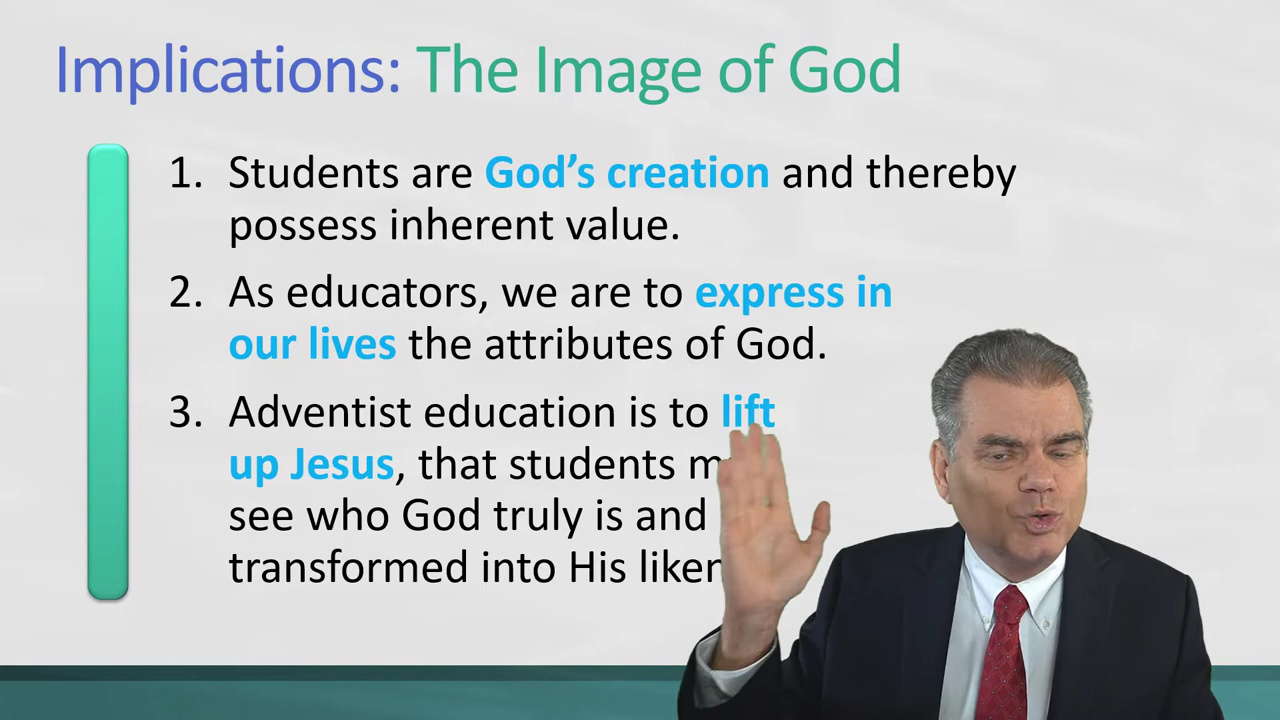 Implications: The Image of God
1. Students are God’s creation and thereby
possess inherent value.
2. As educators, we are to express in
our lives the attributes of God.
3. Adventist education is to lift
up Jesus, that students
see who God truly is and
transformed into His